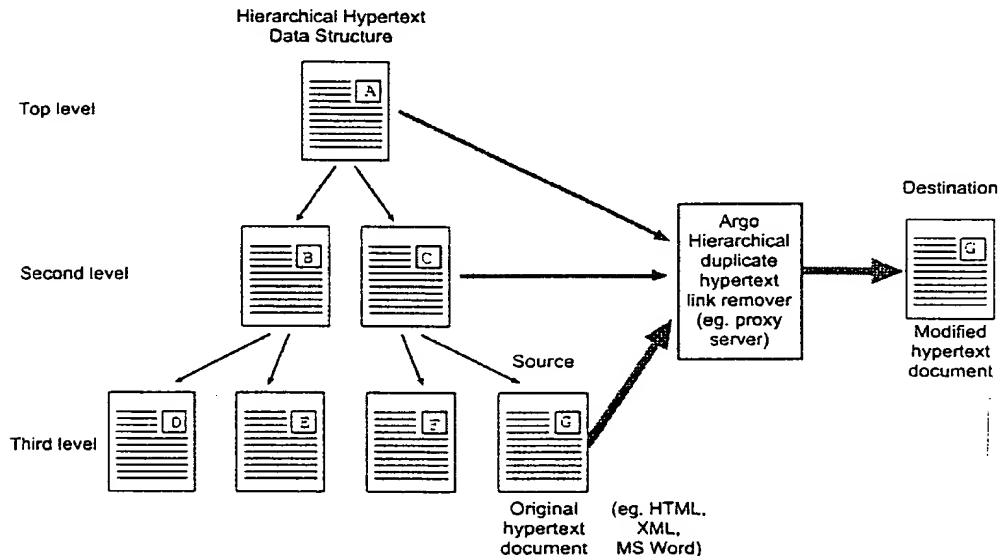 Hierarchical Hypertext
Data Structure
Top level
A
Destination
Argo
Hierarchical
duplicate
hypertext
link remover
(eg. proxy
server)
G
Modified
hypertext
document
Second level
B
C
Source
Third level
D
E
F
G
Original
hypertext
document
(eg. HTML,
XML,
MS Word)